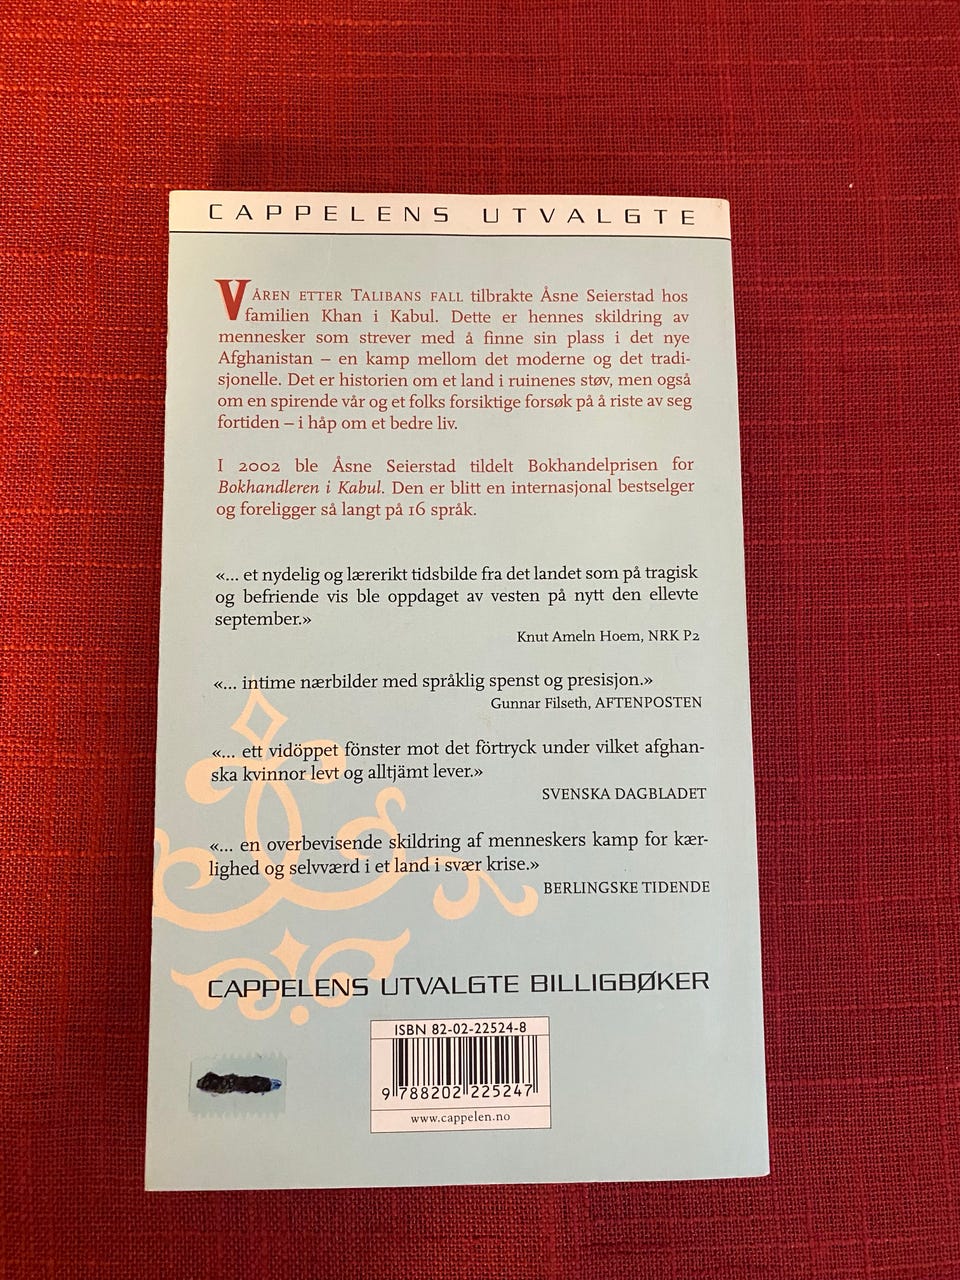 CAPPELENS UTVALGTE
VÅREN ETTER TALIBANS FALL tilbrakte Åsne Seierstad hos
familien Khan i Kabul. Dette er hennes skildring av
mennesker som strever med å finne sin plass i det nye
Afghanistan – en kamp mellom det moderne og det tradi-
sjonelle. Det er historien om et land i ruinenes støv, men også
om en spirende vår og et folks forsiktige forsøk på å riste av seg
fortiden – i håp om et bedre liv.
I 2002 ble Åsne Seierstad tildelt Bokhandelprisen for
Bokhandleren i Kabul. Den er blitt en internasjonal bestselger
og foreligger så langt på 16 språk.
«... et nydelig og lærerikt tidsbilde fra det landet som på tragisk
og befriende vis ble oppdaget av vesten på nytt den ellevte
september.»
Knut Ameln Hoem, NRK P2
«... intime nærbilder med språklig spenst og presisjon.»
Gunnar Filseth, AFTENPOSTEN
«... ett vidöppet fönster mot det förtryck under vilket afghan-
ska kvinnor levt og alltjämt lever.»
SVENSKA DAGBLADET
«... en overbevisende skildring af menneskers kamp for kær-
lighed og selvværd i et land i svær krise.»
BERLINGSKE TIDENDE
CAPPELENS UTVALGTE BILLIGBØKER
ISBN 82-02-22524-8
9 788202 225247
www.cappelen.no